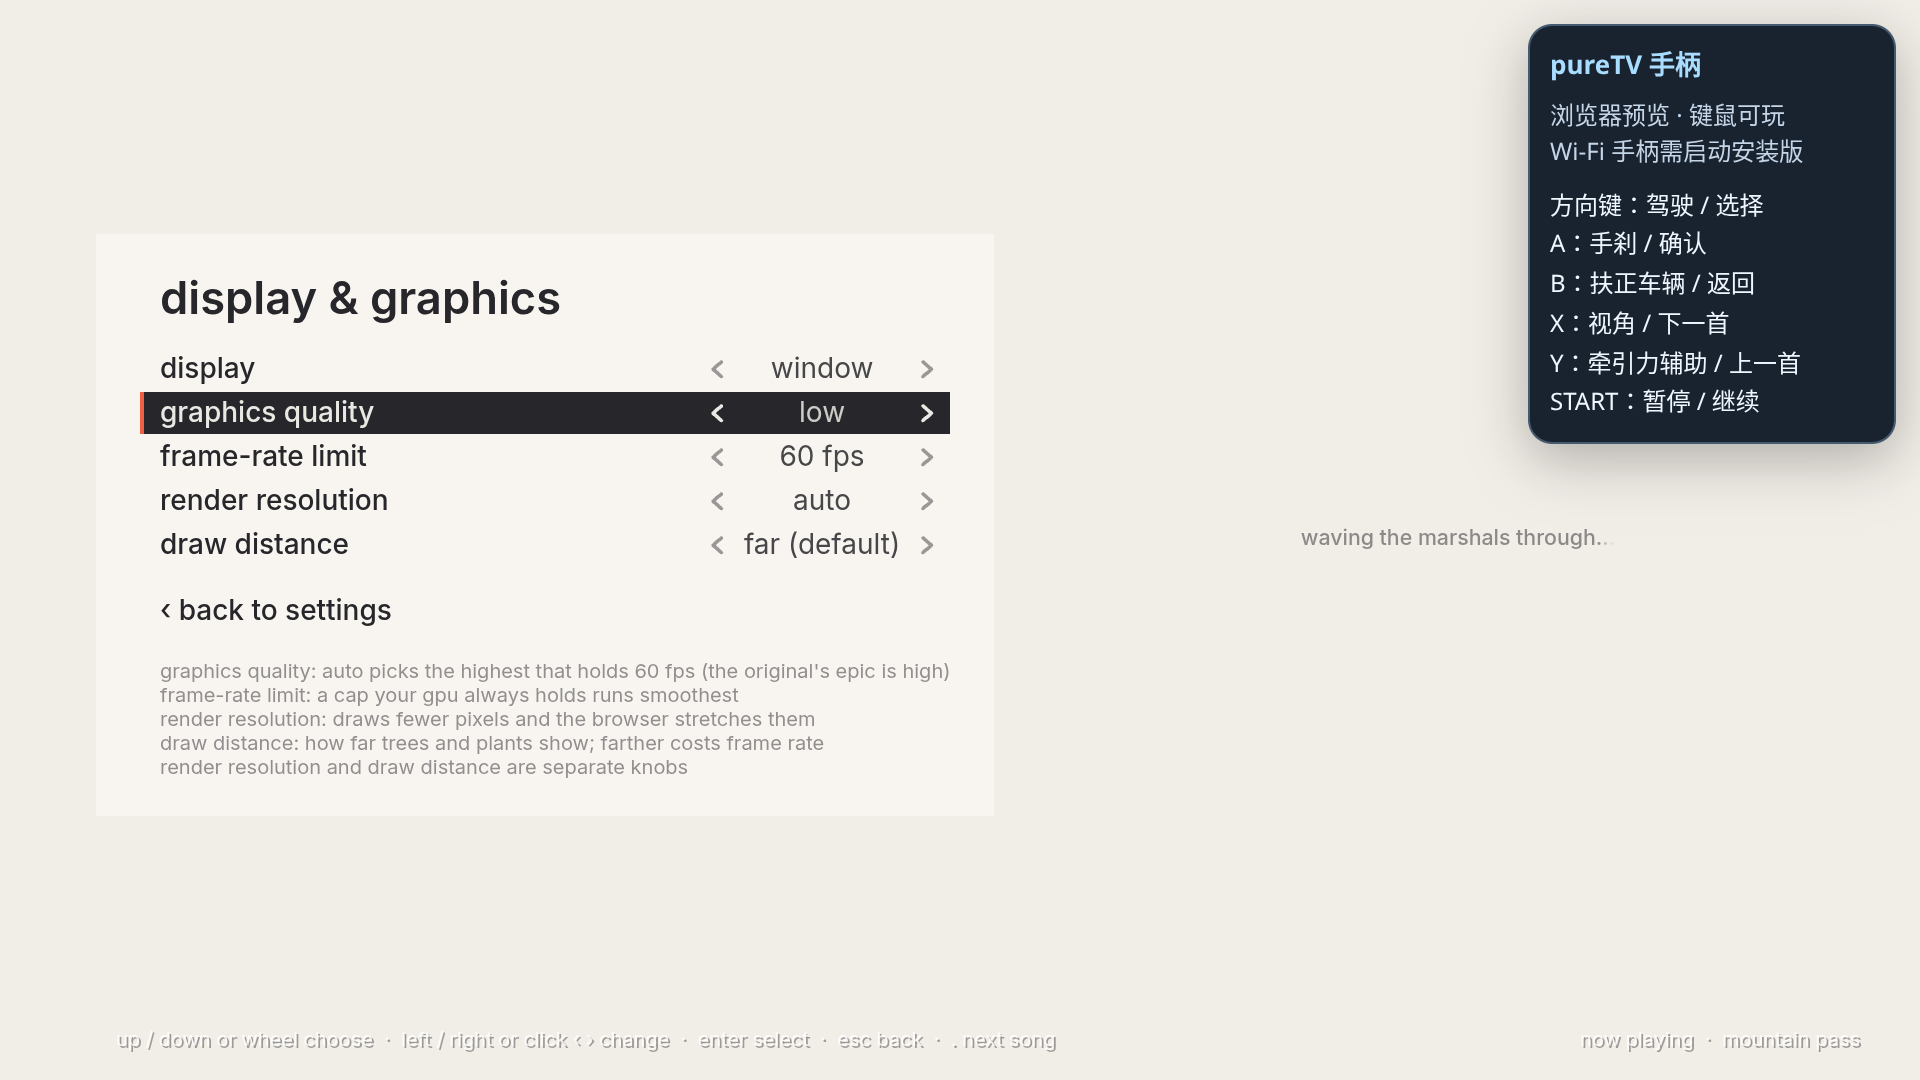 pureTV 手柄
浏览器预览 · 键鼠可玩
Wi-Fi 手柄需启动安装版
方向键：驾驶 / 选择
A：手刹 / 确认
B：扶正车辆 / 返回
X：视角 / 下一首
Y：牵引力辅助 / 上一首
START：暂停 / 继续
display & graphics
display < window >
graphics quality < low >
frame-rate limit < 60 fps >
render resolution < auto >
draw distance < far (default) >
‹ back to settings
graphics quality: auto picks the highest that holds 60 fps (the original's epic is high)
frame-rate limit: a cap your gpu always holds runs smoothest
render resolution: draws fewer pixels and the browser stretches them
draw distance: how far trees and plants show; farther costs frame rate
render resolution and draw distance are separate knobs
waving the marshals through...
up / down or wheel choose · left / right or click ‹ › change · enter select · esc back · . next song
now playing · mountain pass